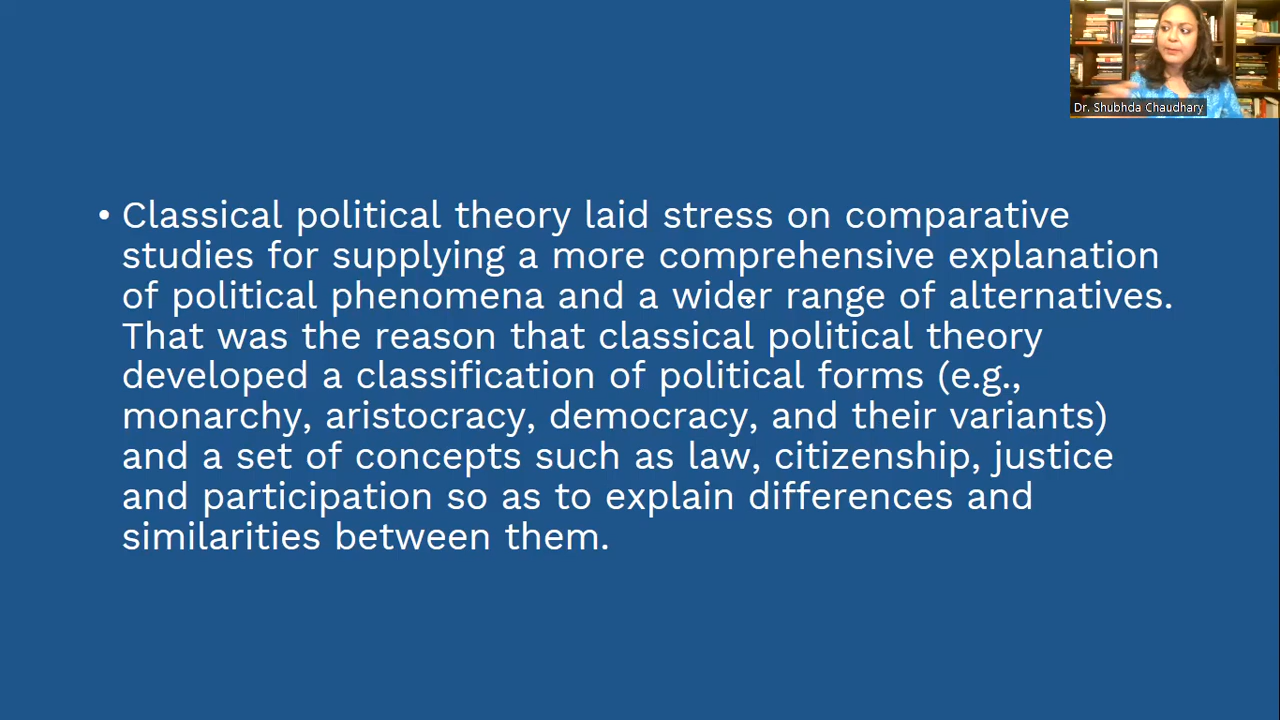 Dr. Shubhda Chaudhary
• Classical political theory laid stress on comparative
studies for supplying a more comprehensive explanation
of political phenomena and a wider range of alternatives.
That was the reason that classical political theory
developed a classification of political forms (e.g.,
monarchy, aristocracy, democracy, and their variants)
and a set of concepts such as law, citizenship, justice
and participation so as to explain differences and
similarities between them.